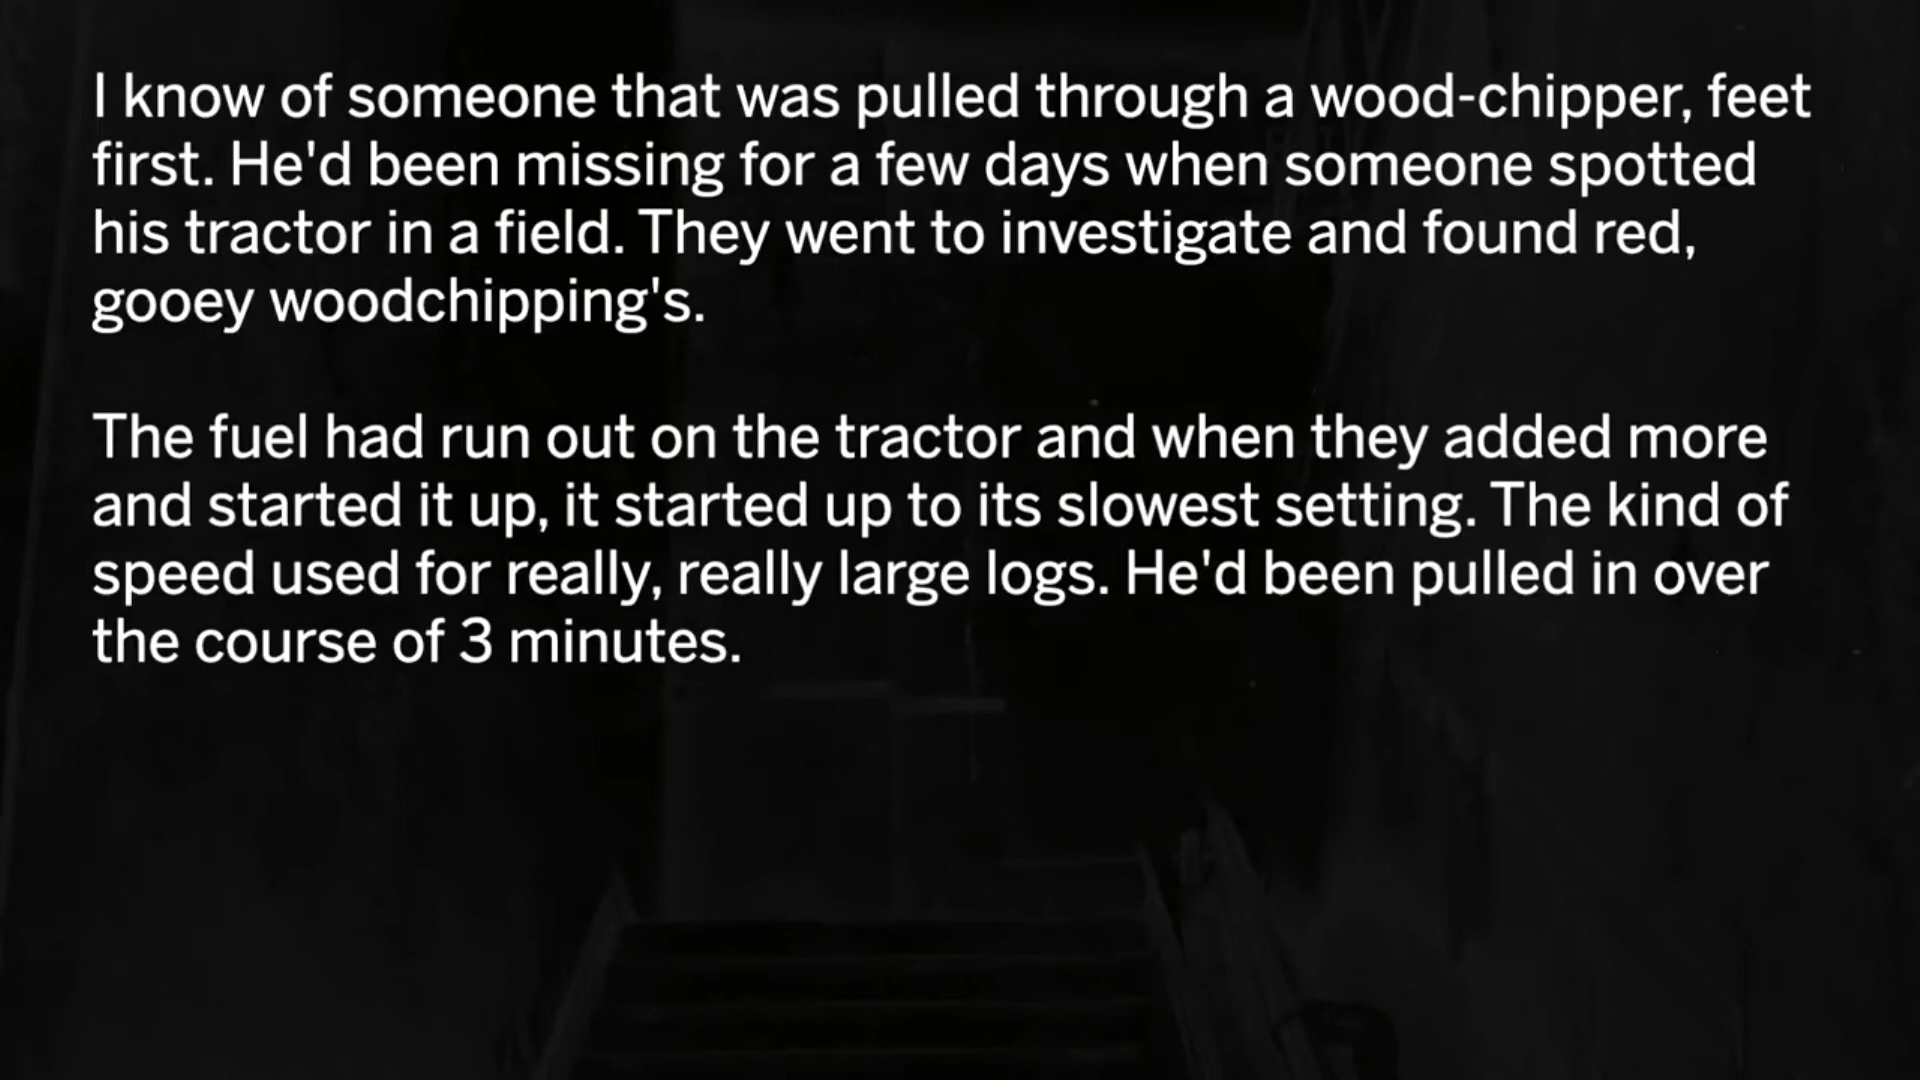 I know of someone that was pulled through a wood-chipper, feet
first. He'd been missing for a few days when someone spotted
his tractor in a field. They went to investigate and found red,
gooey woodchipping's.
The fuel had run out on the tractor and when they added more
and started it up, it started up to its slowest setting. The kind of
speed used for really, really large logs. He'd been pulled in over
the course of 3 minutes.